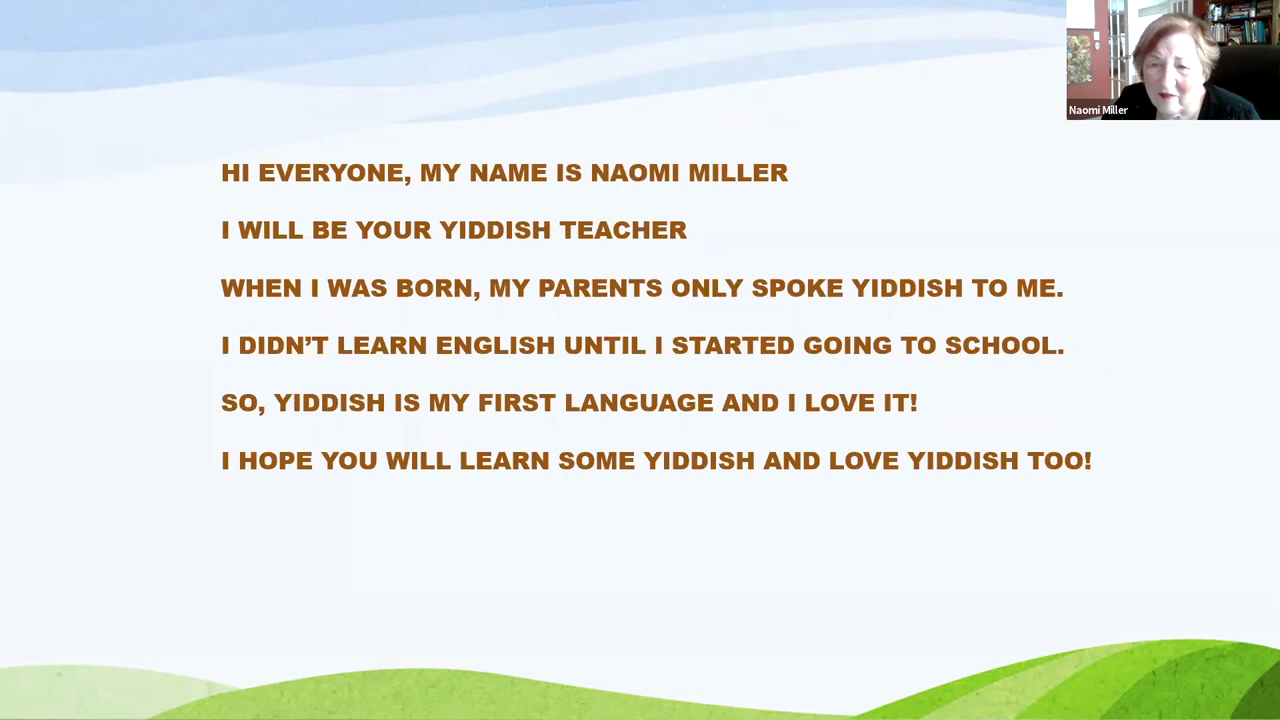 Naomi Miller
HI EVERYONE, MY NAME IS NAOMI MILLER
I WILL BE YOUR YIDDISH TEACHER
WHEN I WAS BORN, MY PARENTS ONLY SPOKE YIDDISH TO ME.
I DIDN’T LEARN ENGLISH UNTIL I STARTED GOING TO SCHOOL.
SO, YIDDISH IS MY FIRST LANGUAGE AND I LOVE IT!
I HOPE YOU WILL LEARN SOME YIDDISH AND LOVE YIDDISH TOO!